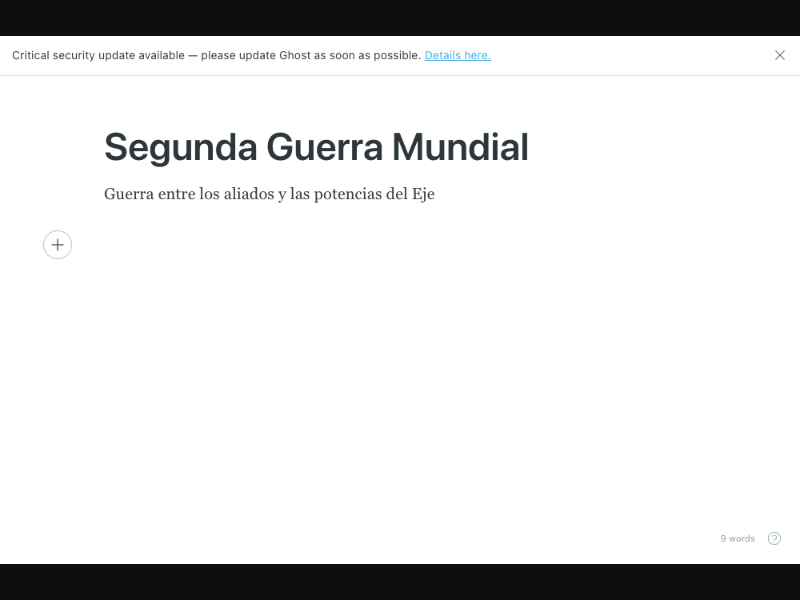 Critical security update available — please update Ghost as soon as possible. Details here.
Segunda Guerra Mundial
Guerra entre los aliados y las potencias del Eje
9 words